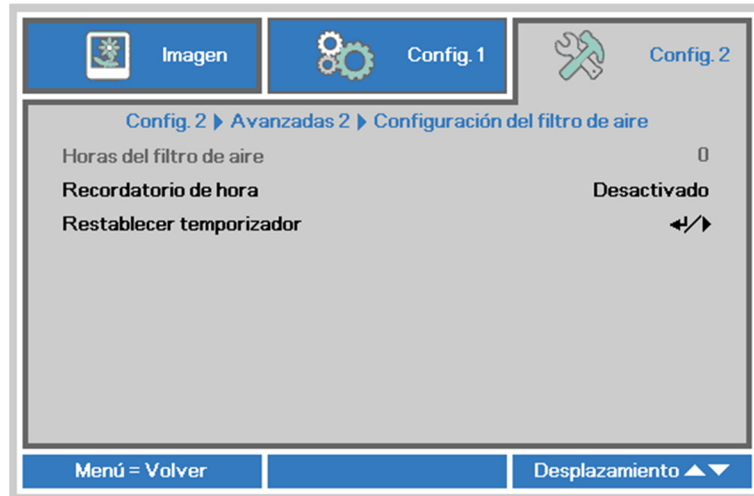 Imagen Config. 1 Config. 2
Config. 2 ▶ Avanzadas 2 ▶ Configuración del filtro de aire
Horas del filtro de aire 0
Recordatorio de hora Desactivado
Restablecer temporizador ↵/▶
Menú = Volver Desplazamiento ▲▼